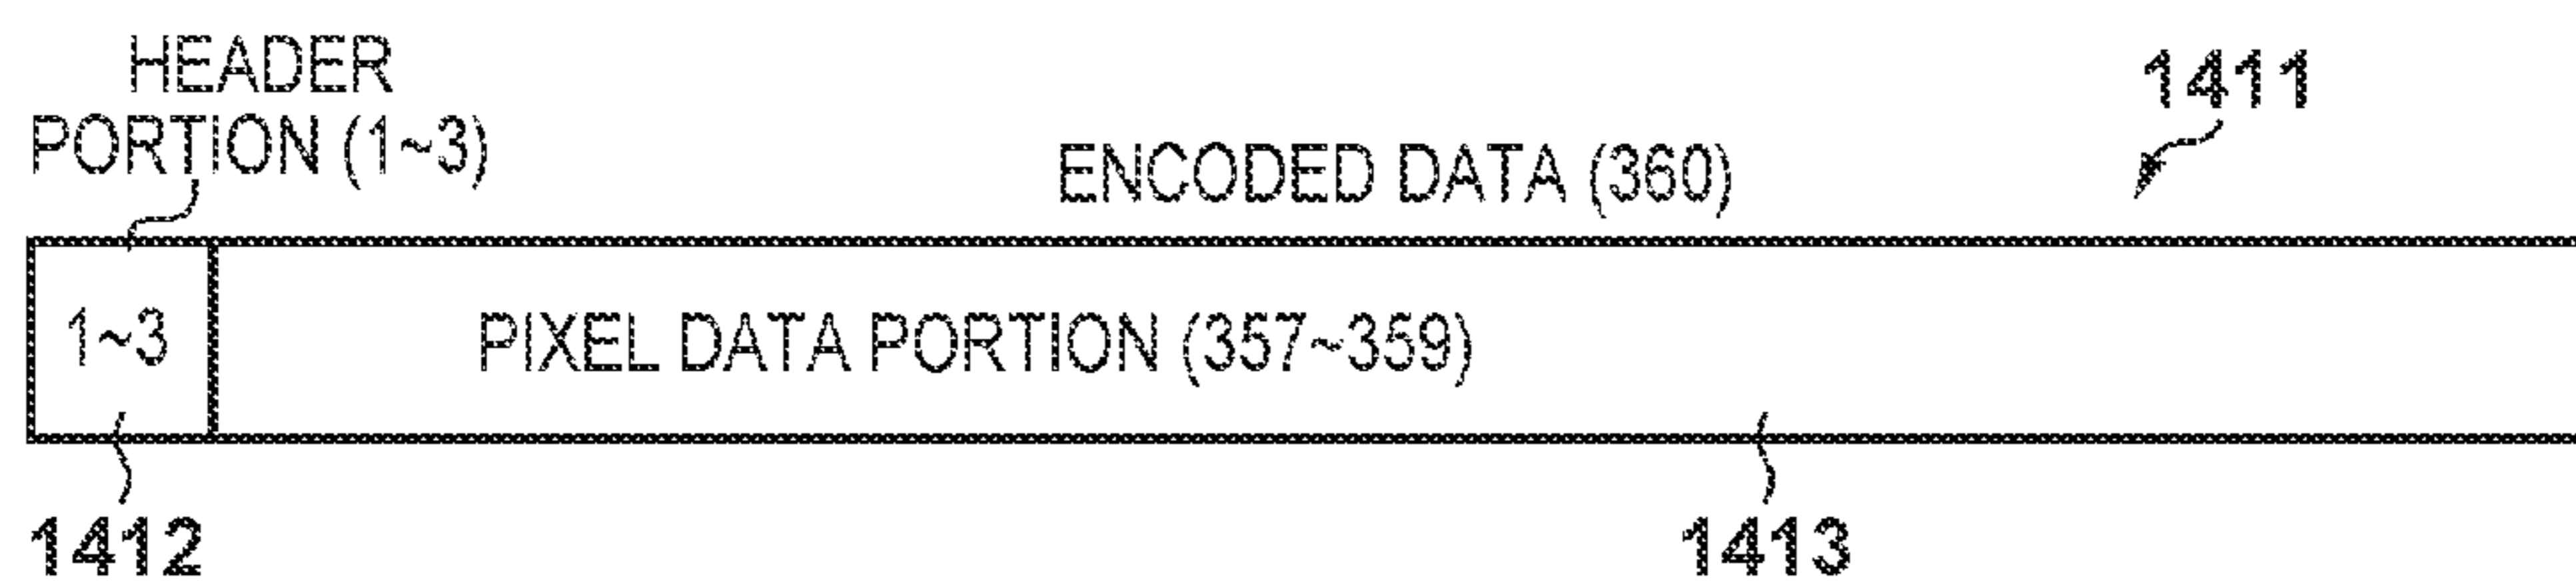 HEADER
PORTION (1~3)
ENCODED DATA (360)
1411
1~3
PIXEL DATA PORTION (357~359)
1412
1413